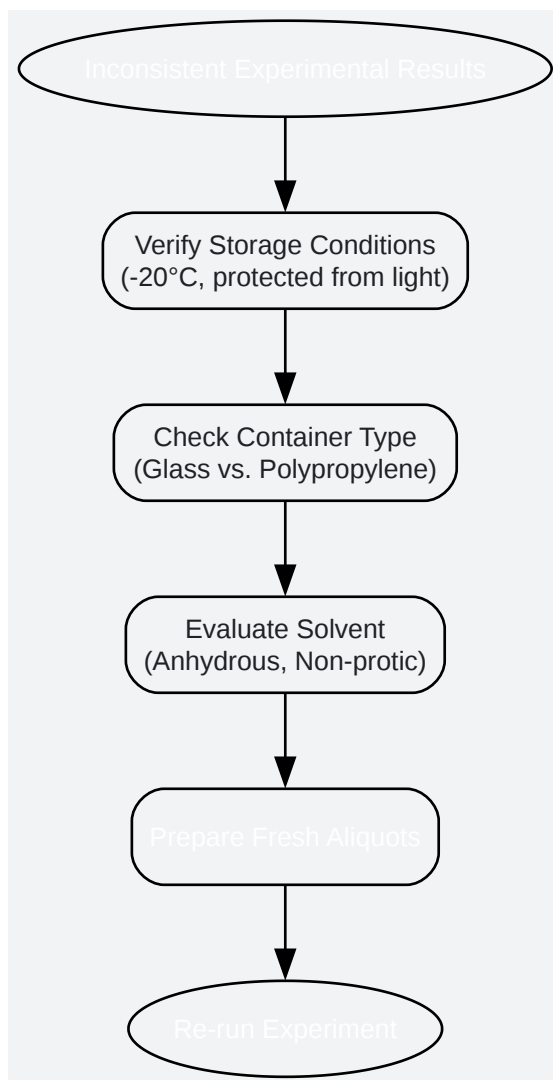 Inconsistent Experimental Results
Verify Storage Conditions
(-20°C, protected from light)
Check Container Type
(Glass vs. Polypropylene)
Evaluate Solvent
(Anhydrous, Non-protic)
Prepare Fresh Aliquots
Re-run Experiment